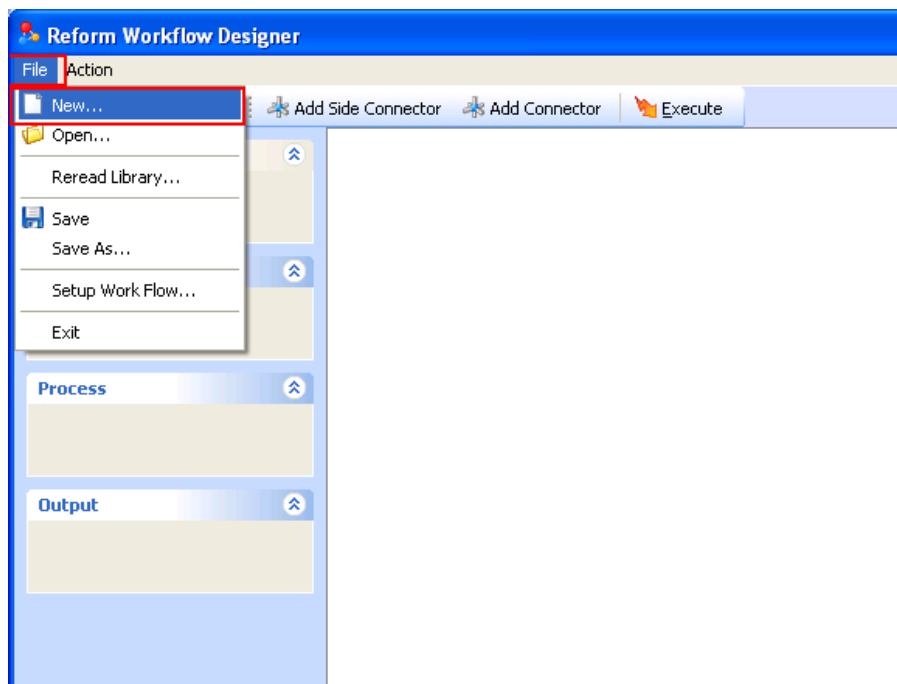 Reform Workflow Designer
File Action
New...
Add Side Connector Add Connector Execute
Open...
Reread Library...
Save
Save As...
Setup Work Flow...
Exit
Process
Output